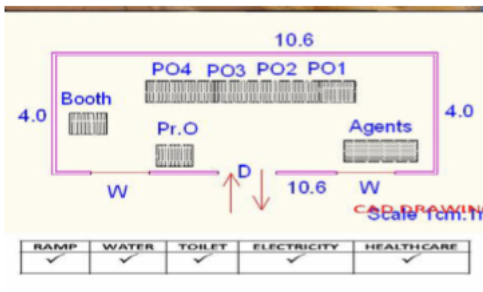 10.6
PO4 PO3 PO2 PO1
Booth
4.0
4.0
Pr.O
Agents
D
W
10.6
W
CAD DRAWING
Scale 1cm:1
RAMP WATER TOILET ELECTRICITY HEALTHCARE
✓ ✓ ✓ ✓ ✓